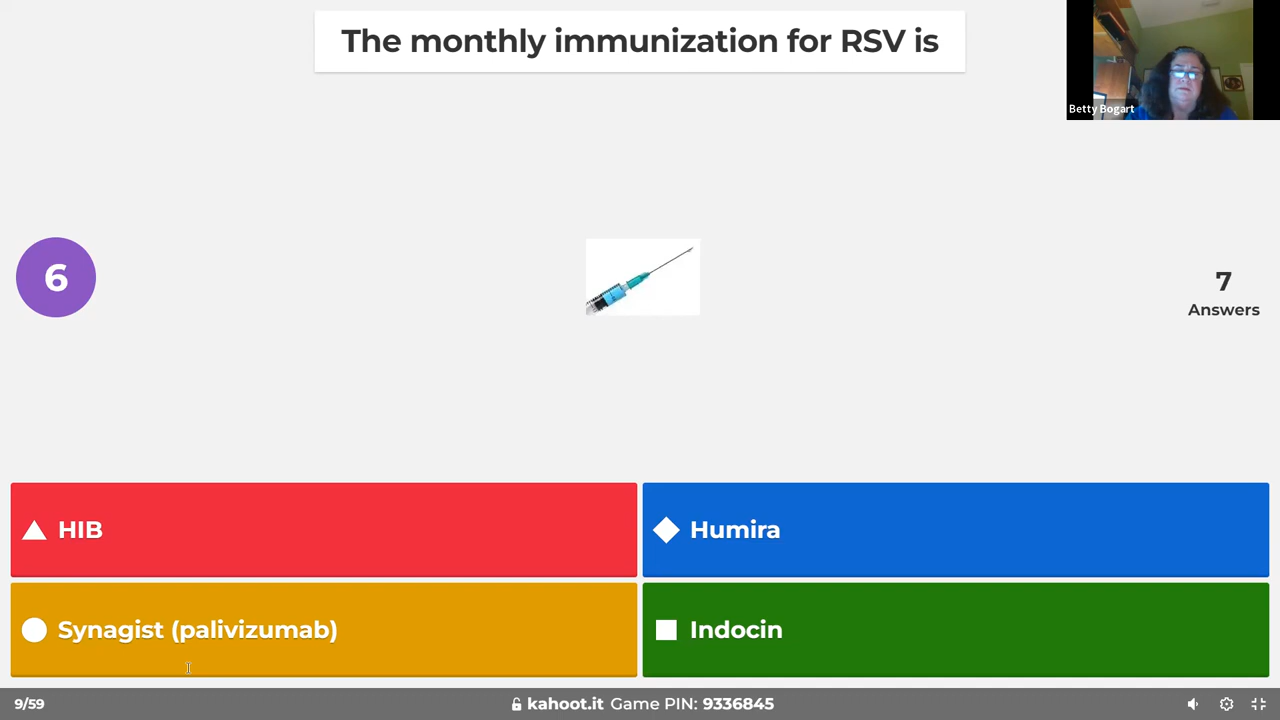 The monthly immunization for RSV is
Betty Bogart
6
7
Answers
HIB
Humira
Synagist (palivizumab)
Indocin
9/59
kahoot.it Game PIN: 9336845